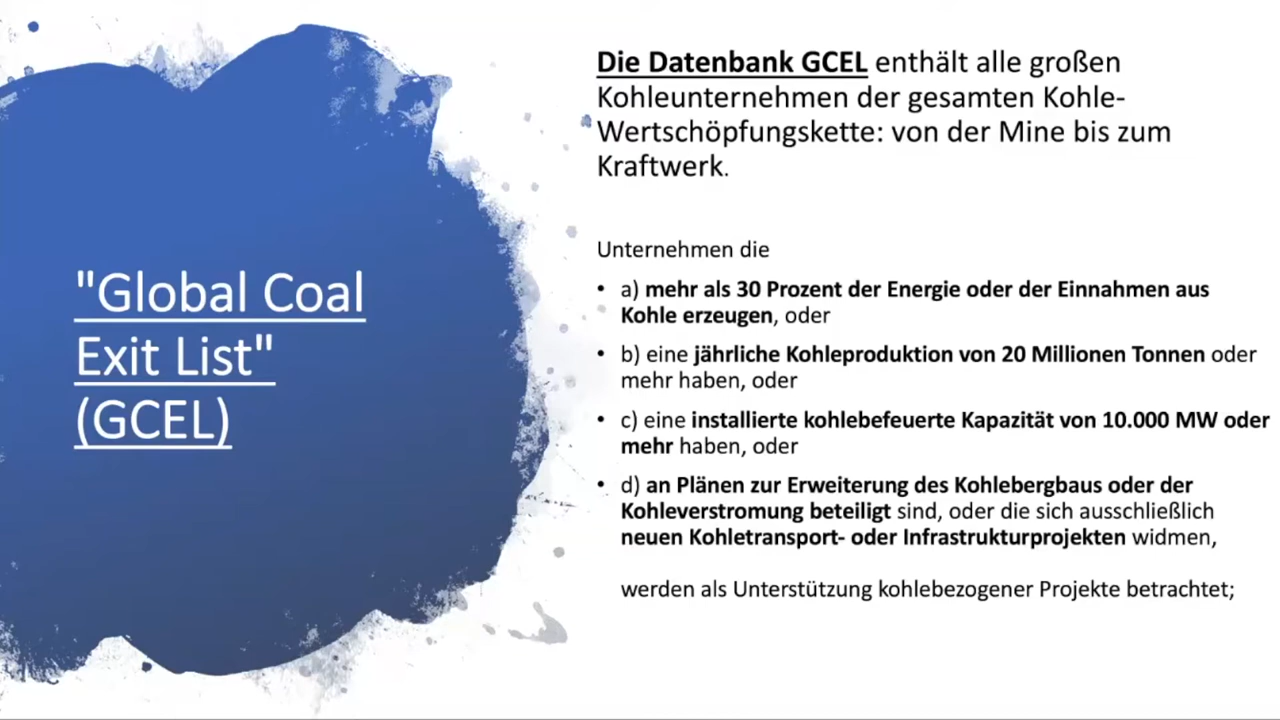 "Global Coal
Exit List"
(GCEL)
Die Datenbank GCEL enthält alle großen
Kohleunternehmen der gesamten Kohle-
Wertschöpfungskette: von der Mine bis zum
Kraftwerk.
Unternehmen die
• a) mehr als 30 Prozent der Energie oder der Einnahmen aus
Kohle erzeugen, oder
• b) eine jährliche Kohleproduktion von 20 Millionen Tonnen oder
mehr haben, oder
• c) eine installierte kohlebefeuerte Kapazität von 10.000 MW oder
mehr haben, oder
• d) an Plänen zur Erweiterung des Kohlebergbaus oder der
Kohleverstromung beteiligt sind, oder die sich ausschließlich
neuen Kohletransport- oder Infrastrukturprojekten widmen,
werden als Unterstützung kohlebezogener Projekte betrachtet;